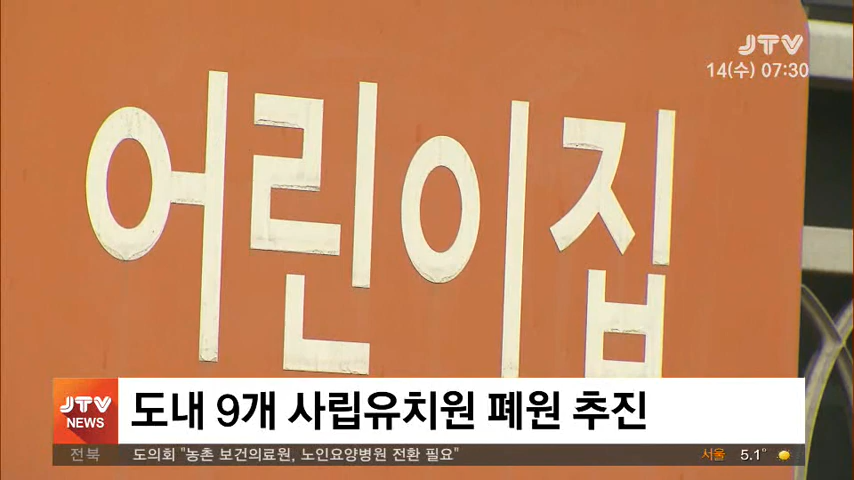 JTV
14(수) 07:30
어린이집
JTV NEWS
도내 9개 사립유치원 폐원 추진
전북 도의회 "농촌 보건의료원, 노인요양병원 전환 필요" 서울 5.1°